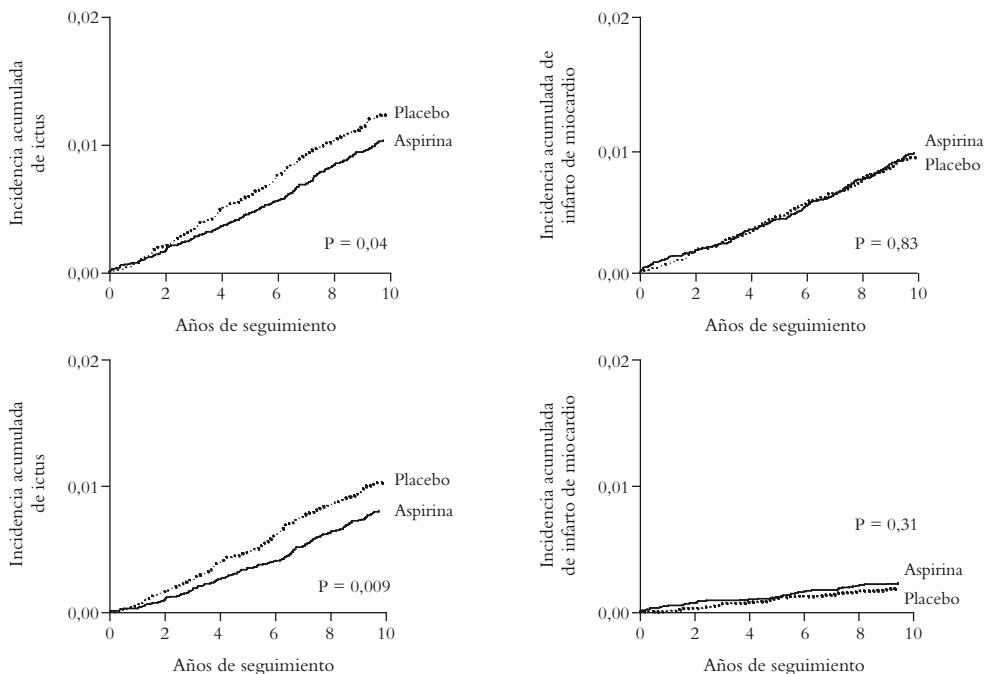 0,02
0,01
0,00
Incidencia acumulada
de ictus
Placebo
Aspirina
P = 0,04
0 2 4 6 8 10
Años de seguimiento
0,02
0,01
0,00
Incidencia acumulada de
infarto de miocardio
Aspirina
Placebo
P = 0,83
0 2 4 6 8 10
Años de seguimiento
0,02
0,01
0,00
Incidencia acumulada
de ictus
Placebo
Aspirina
P = 0,009
0 2 4 6 8 10
Años de seguimiento
0,02
0,01
0,00
Incidencia acumulada
de infarto de miocardio
P = 0,31
Aspirina
Placebo
0 2 4 6 8 10
Años de seguimiento